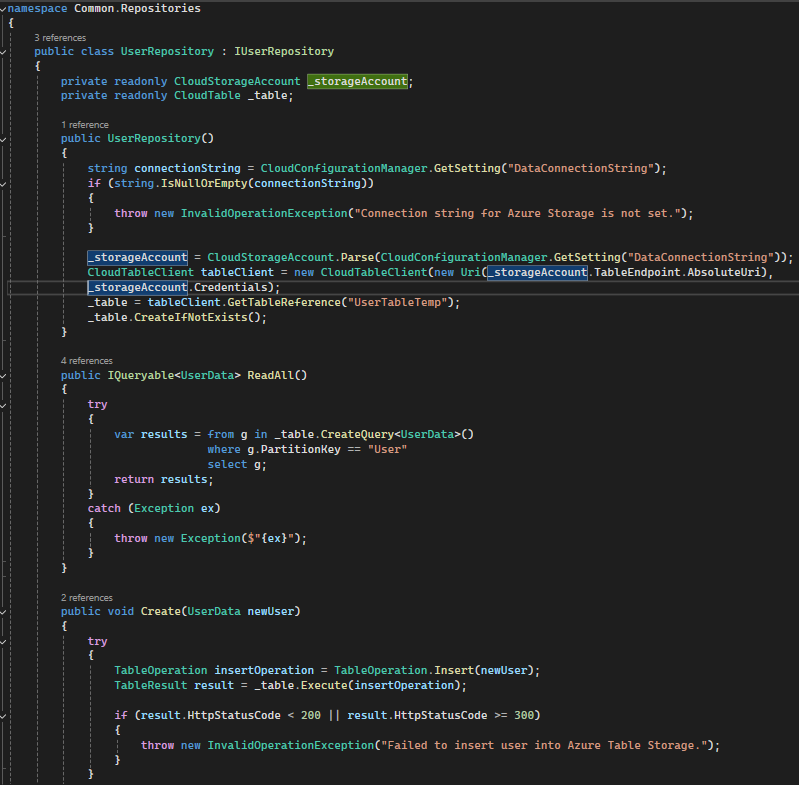 namespace Common.Repositories
{
3 references
public class UserRepository : IUserRepository
{
private readonly CloudStorageAccount _storageAccount;
private readonly CloudTable _table;
1 reference
public UserRepository()
{
string connectionString = CloudConfigurationManager.GetSetting("DataConnectionString");
if (string.IsNullOrEmpty(connectionString))
{
throw new InvalidOperationException("Connection string for Azure Storage is not set.");
}
_storageAccount = CloudStorageAccount.Parse(CloudConfigurationManager.GetSetting("DataConnectionString"));
CloudTableClient tableClient = new CloudTableClient(new Uri(_storageAccount.TableEndpoint.AbsoluteUri),
_storageAccount.Credentials);
_table = tableClient.GetTableReference("UserTableTemp");
_table.CreateIfNotExists();
}
4 references
public IQueryable<UserData> ReadAll()
{
try
{
var results = from g in _table.CreateQuery<UserData>()
where g.PartitionKey == "User"
select g;
return results;
}
catch (Exception ex)
{
throw new Exception($"{ex}");
}
}
2 references
public void Create(UserData newUser)
{
try
{
TableOperation insertOperation = TableOperation.Insert(newUser);
TableResult result = _table.Execute(insertOperation);
if (result.HttpStatusCode < 200 || result.HttpStatusCode >= 300)
{
throw new InvalidOperationException("Failed to insert user into Azure Table Storage.");
}
}